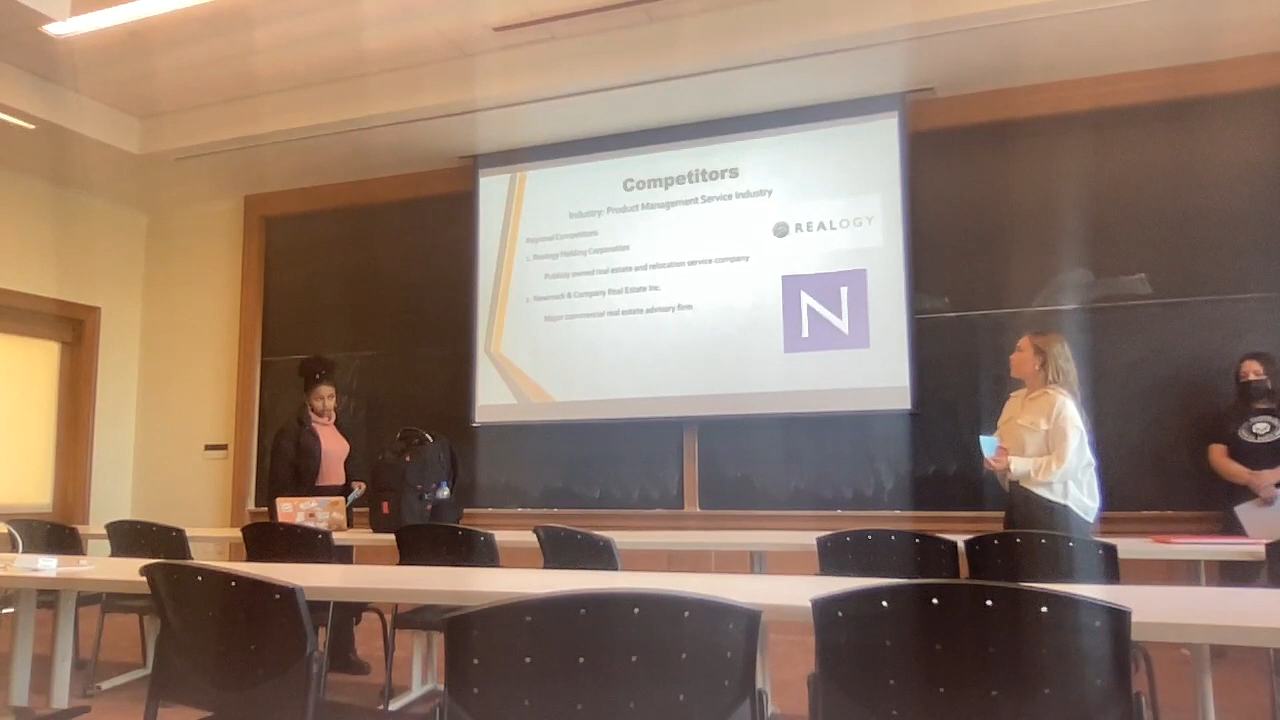 Competitors
Industry: Product Management Service Industry
Regional Competitors
1. Realogy Holding Corporation
Publicly owned real estate and relocation service company
2. Newmark & Company Real Estate Inc.
Major commercial real estate advisory firm
REALOGY
N